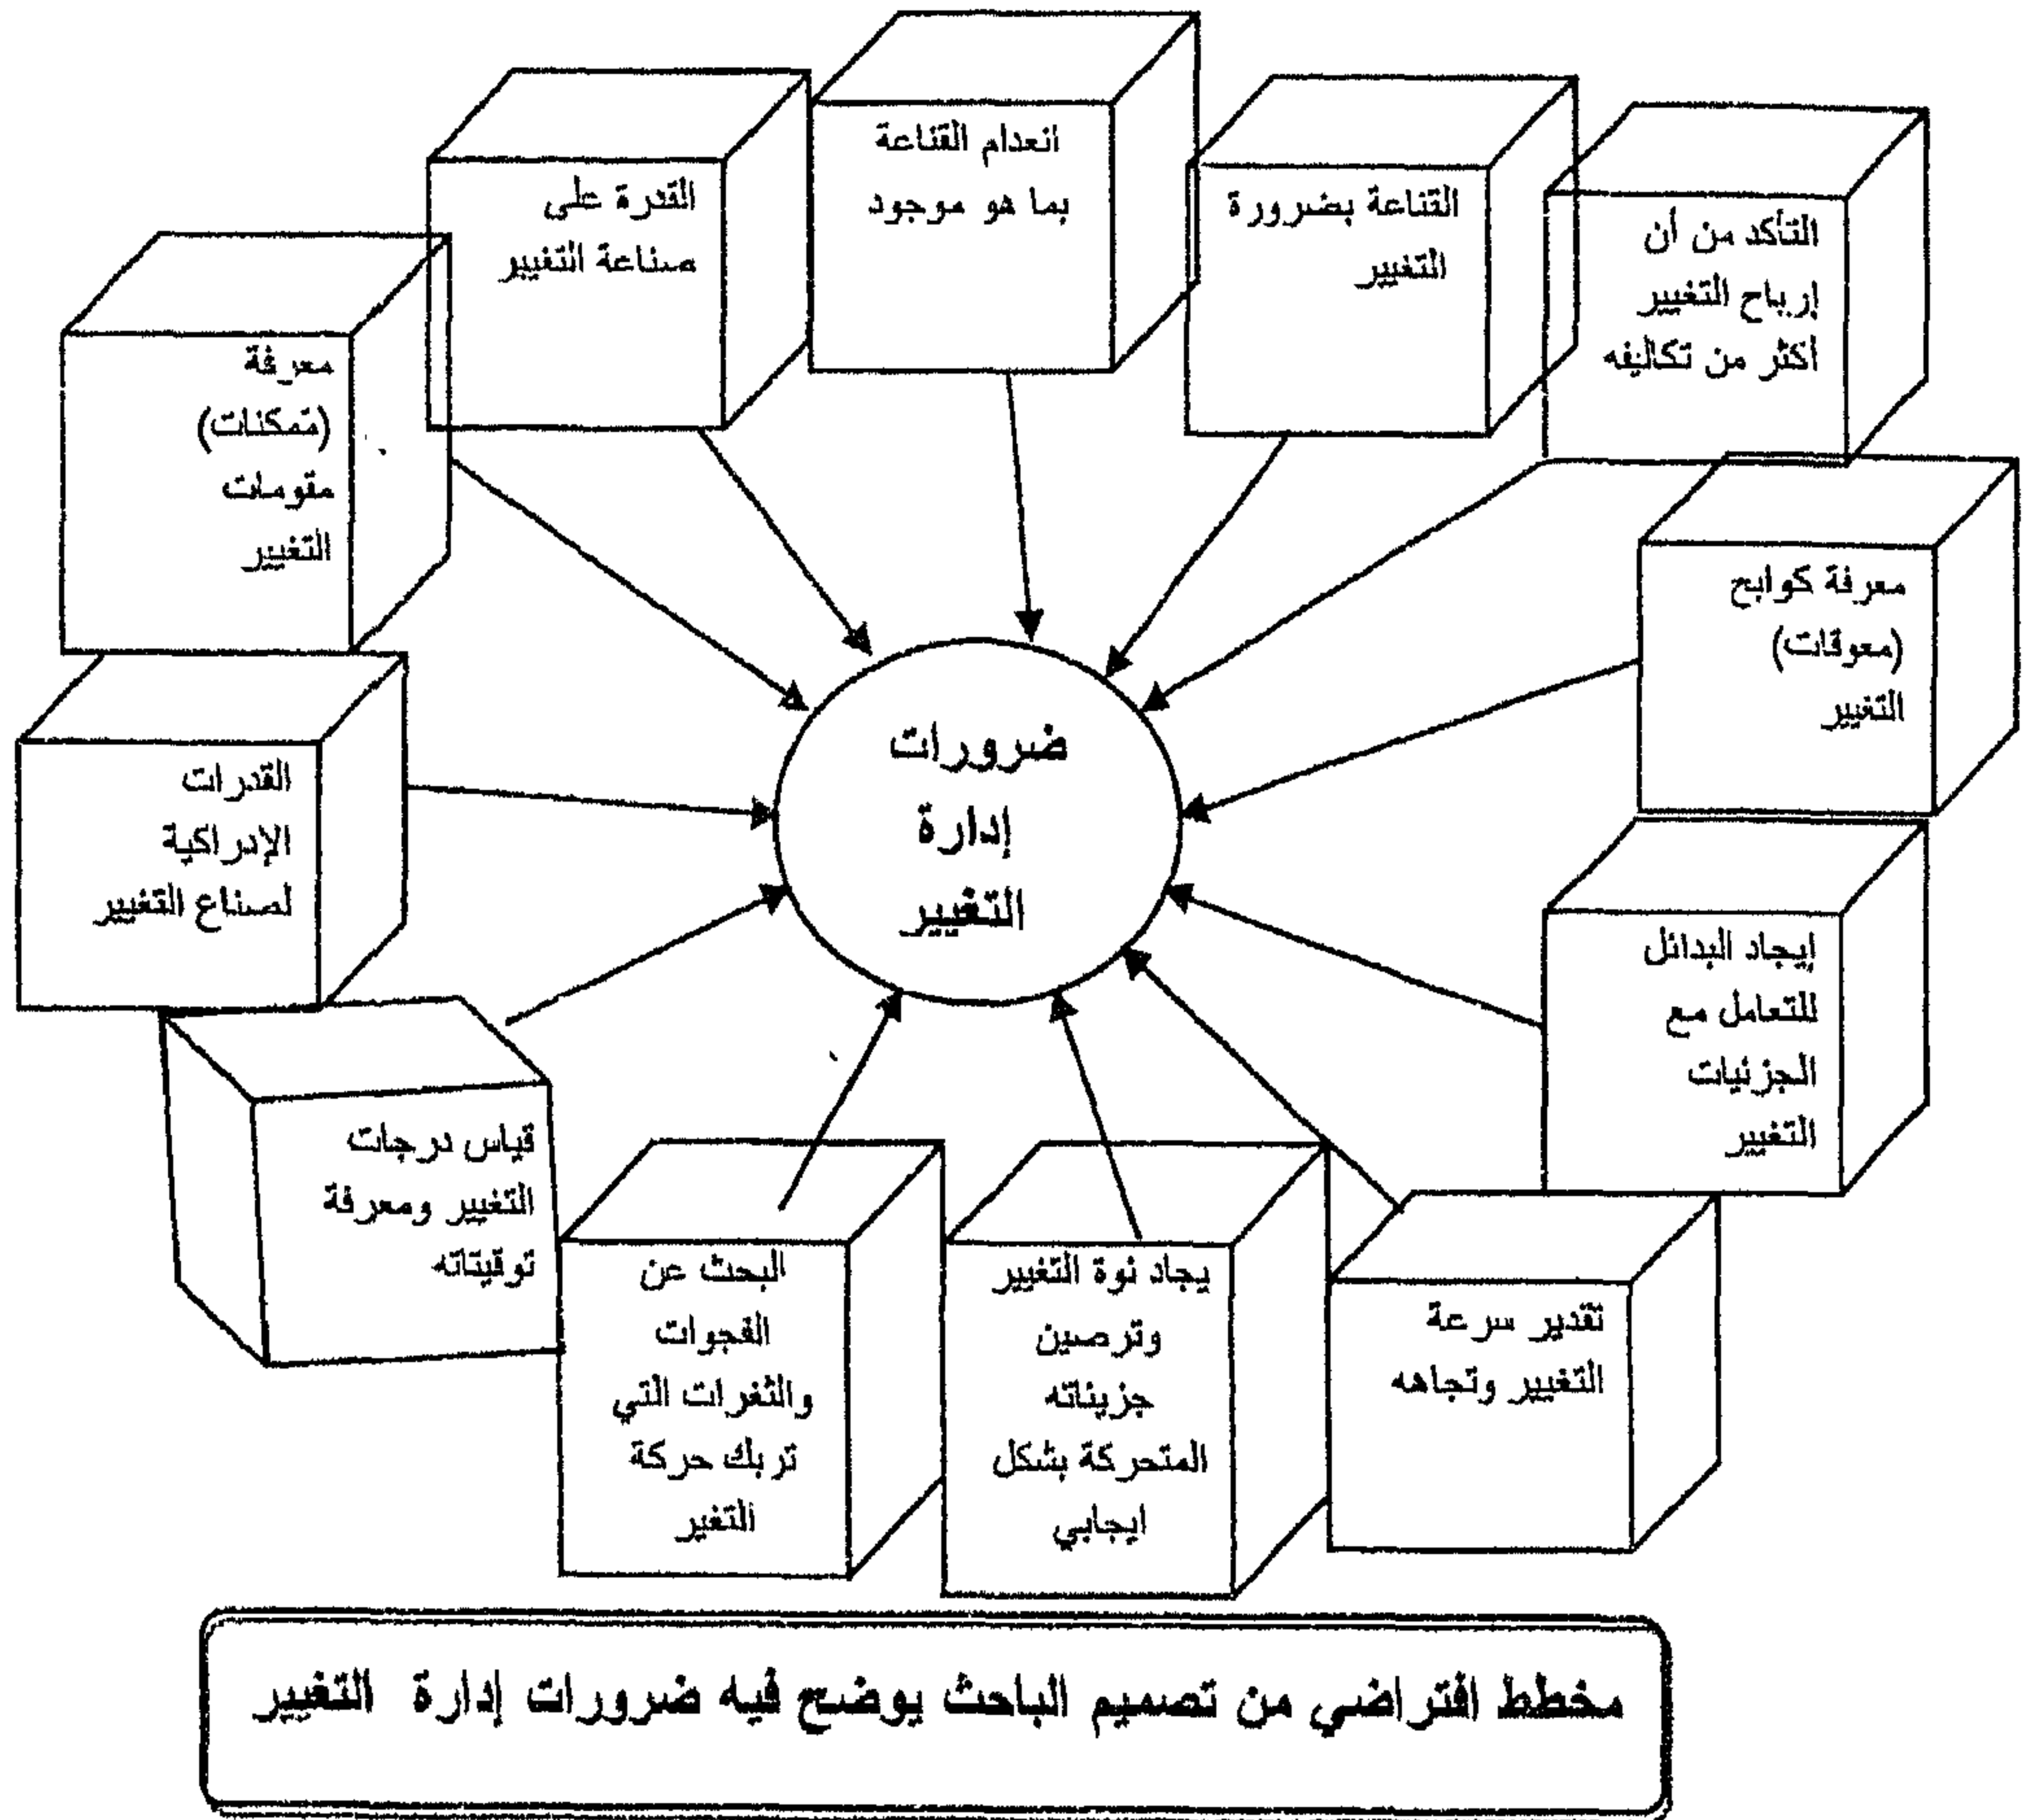 انعدام القناعة
بما هو موجود
القناعة بضرورة
التغيير
التأكد من أن
إرباح التغيير
أكثر من تكاليفه
معرفة كوابح
(معوقات)
التغيير
إيجاد البدائل
للتعامل مع
الجزئيات
التغيير
تقدير سرعة
التغيير وتجاهه
يجاد نوة التغيير
وترصين
جزيئاته
المتحركة بشكل
ايجابي
البحث عن
الفجوات
والثغرات التي
تربك حركة
التغير
قياس درجات
التغيير ومعرفة
توقيتاته
القدرات
الإدراكية
لصناع التغيير
معرفة
(ممكنات)
مقومات
التغيير
القدرة على
صناعة التغيير
ضرورات
إدارة
التغيير
مخطط افتراضي من تصميم الباحث يوضح فيه ضرورات إدارة التغيير